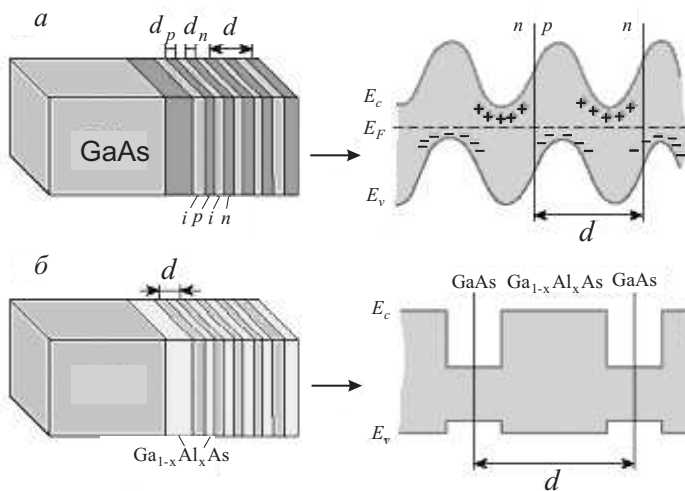 а
d_p d_n d
GaAs
i p i n
n p n
E_c
E_F
E_v
d
б
d
Ga_{1-x}Al_xAs
GaAs Ga_{1-x}Al_xAs GaAs
E_c
E_v
d